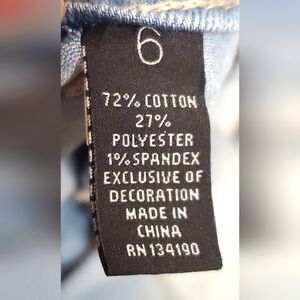 6
72% COTTON
27%
POLYESTER
1% SPANDEX
EXCLUSIVE OF
DECORATION
MADE IN
CHINA
RN 134190